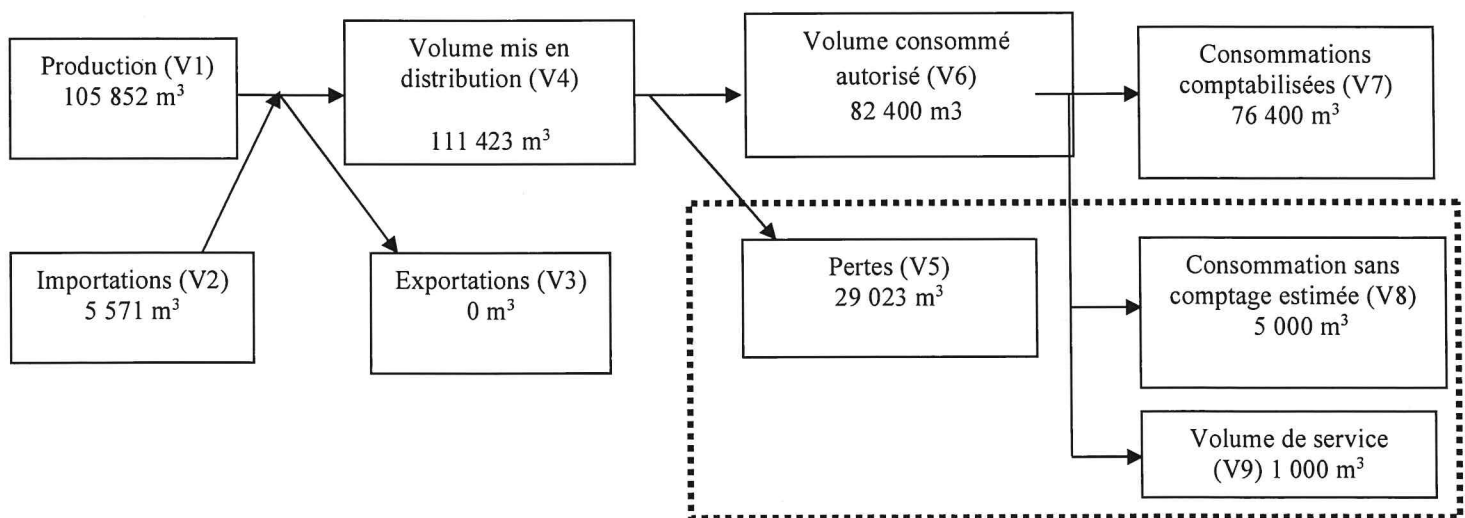 Production (V1)
105 852 m³
Volume mis en
distribution (V4)
111 423 m³
Volume consommé
autorisé (V6)
82 400 m3
Consommations
comptabilisées (V7)
76 400 m³
Importations (V2)
5 571 m³
Exportations (V3)
0 m³
Pertes (V5)
29 023 m³
Consommation sans
comptage estimée (V8)
5 000 m³
Volume de service
(V9) 1 000 m³